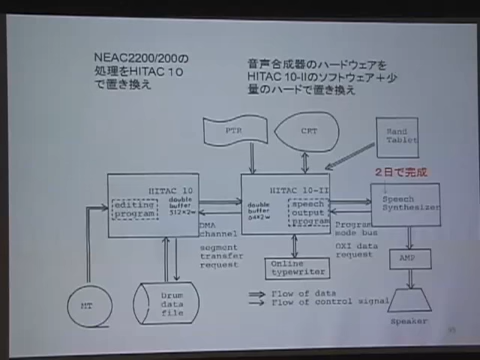 NEAC2200/200の
処理をHITAC 10
で置き換え
音声合成器のハードウェアを
HITAC 10-IIのソフトウェア＋少
量のハードで置き換え
PTR
CRT
Rand
Tablet
2日で完成
HITAC 10
editing
program
double
buffer
512×2w
HITAC 10-II
double
buffer
64×2w
speech
output
program
Speech
Synthesizer
DMA
channel
segment
transfer
request
Program
mode bus
OXI data
request
Online
typewriter
AMP
MT
Drum
data
file
Flow of data
Flow of control signal
Speaker